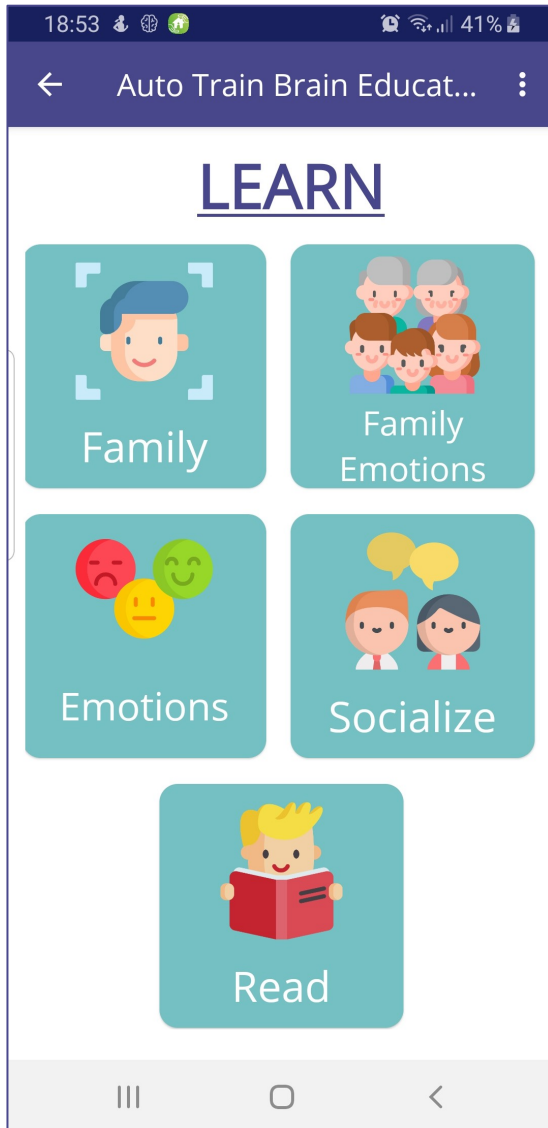 18:53 41%
Auto Train Brain Educat...
LEARN
Family
Family
Emotions
Emotions
Socialize
Read